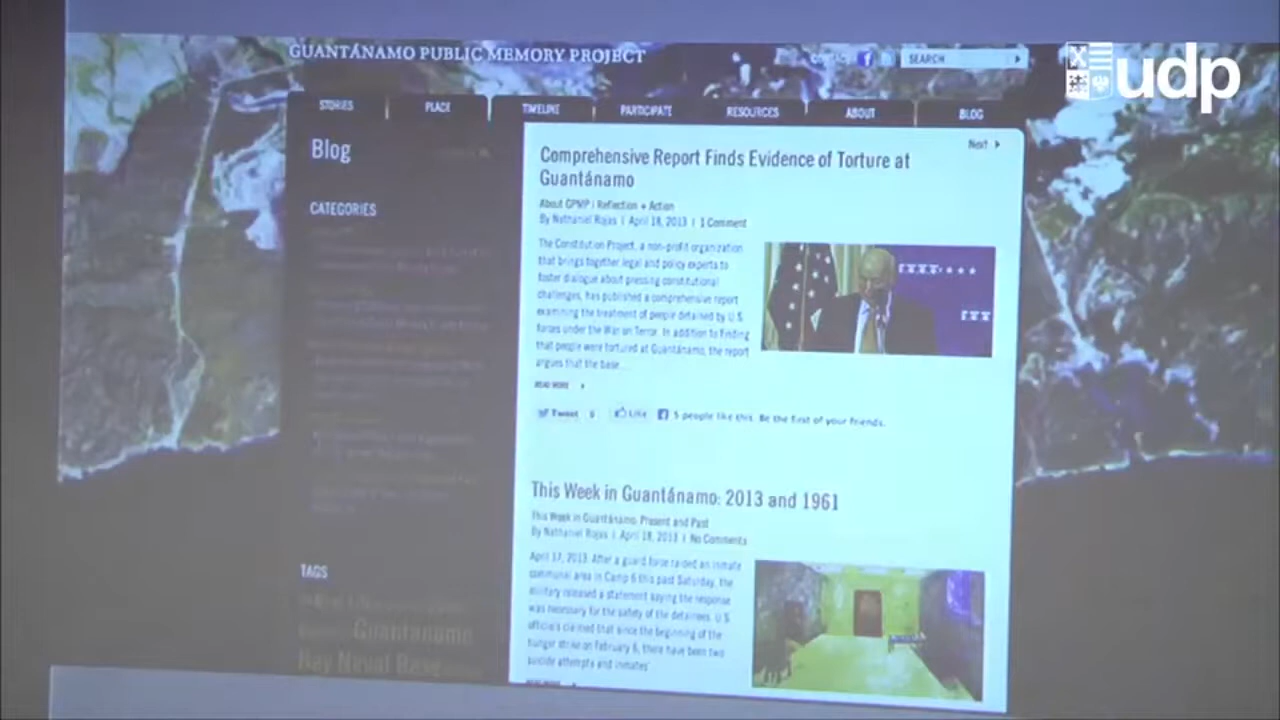 GUANTÁNAMO PUBLIC MEMORY PROJECT
SEARCH
udp
STORIES
PLACE
TIMELINE
PARTICIPATE
RESOURCES
ABOUT
BLOG
Blog
CATEGORIES
TAGS
Guantanamo
Bay Naval Base
Next
Comprehensive Report Finds Evidence of Torture at
Guantánamo
About GPMP | Reflection + Action
By Nathaniel Rojas | April 18, 2013 | 1 Comment
The Constitution Project, a non-profit organization
that brings together legal and policy experts to
foster dialogue about pressing constitutional
challenges, has published a comprehensive report
examining the treatment of people detained by U.S.
forces under the War on Terror. In addition to finding
that people were tortured at Guantánamo, the report
argues that the base...
READ MORE
Tweet 0 Like 5 people like this. Be the first of your friends.
This Week in Guantánamo: 2013 and 1961
This Week in Guantánamo: Present and Past
By Nathaniel Rojas | April 18, 2013 | No Comments
April 17, 2013: After a guard force raided an inmate
communal area in Camp 6 this past Saturday, the
military released a statement saying the response
was necessary for the safety of the detainees. U.S.
officials claimed that since the beginning of the
hunger strike on February 6, there have been two
suicide attempts and inmates'
READ MORE